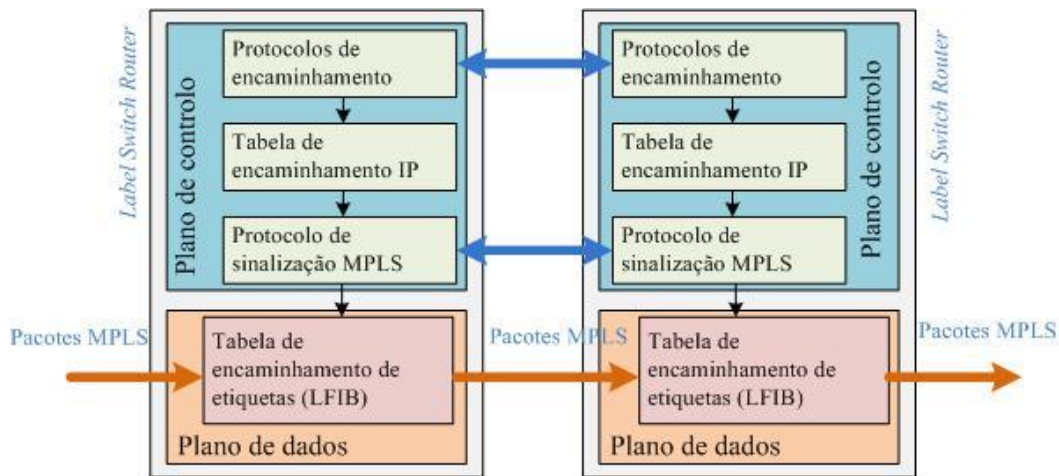 Label Switch Router
Plano de controlo
Protocolos de
encaminhamento
Tabela de
encaminhamento IP
Protocolo de
sinalização MPLS
Pacotes MPLS
Tabela de
encaminhamento de
etiquetas (LFIB)
Plano de dados
Protocolos de
encaminhamento
Tabela de
encaminhamento IP
Protocolo de
sinalização MPLS
Plano de controlo
Label Switch Router
Pacotes MPLS
Tabela de
encaminhamento de
etiquetas (LFIB)
Plano de dados
Pacotes MPLS